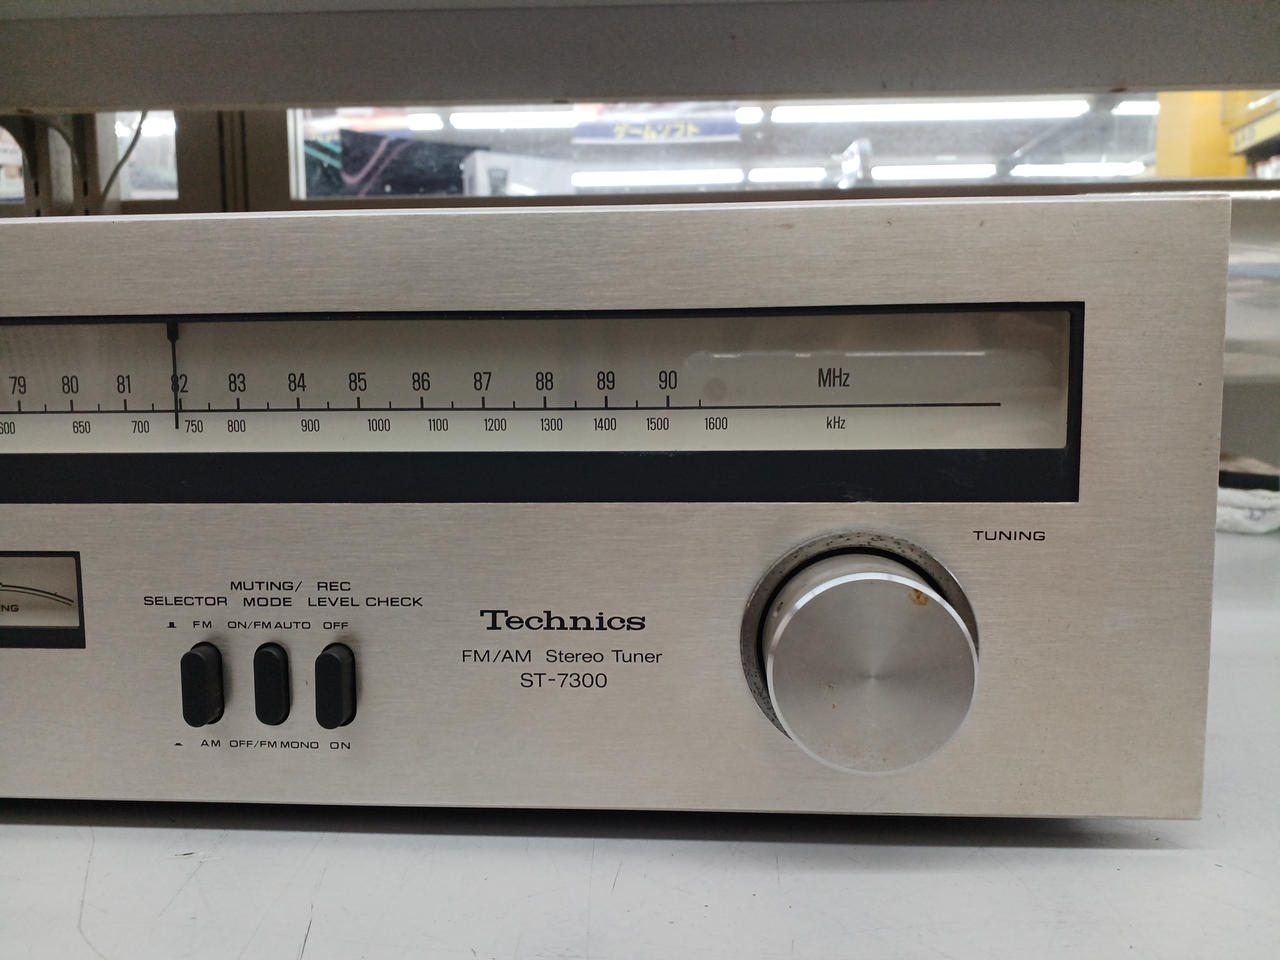 ゲームソフト
79 80 81 82 83 84 85 86 87 88 89 90 MHz
600 650 700 750 800 900 1000 1100 1200 1300 1400 1500 1600 kHz
TUNING
MUTING/ REC
SELECTOR MODE LEVEL CHECK
FM ON/FM AUTO OFF
Technics
FM/AM Stereo Tuner
ST-7300
AM OFF/FM MONO ON